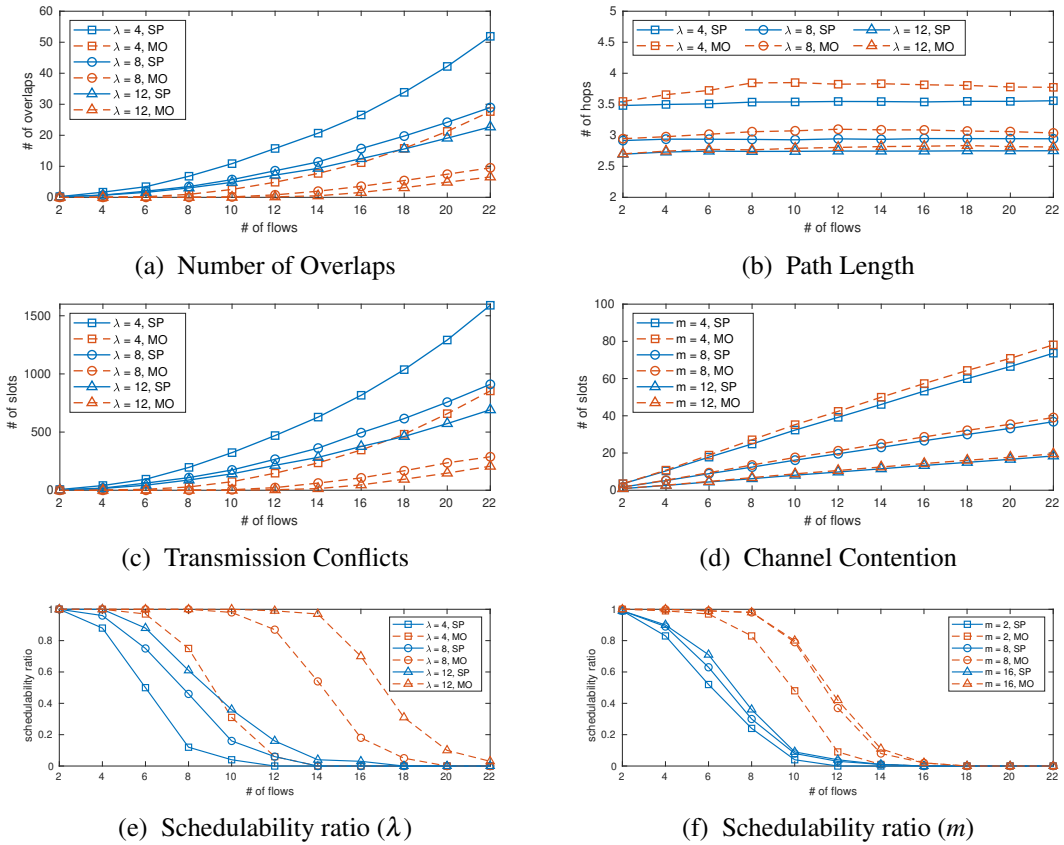 60
50
40
30
20
10
0
# of overlaps
λ = 4, SP
λ = 4, MO
λ = 8, SP
λ = 8, MO
λ = 12, SP
λ = 12, MO
2 4 6 8 10 12 14 16 18 20 22
# of flows
(a) Number of Overlaps
5
4.5
4
3.5
3
2.5
2
# of hops
λ = 4, SP λ = 8, SP λ = 12, SP
λ = 4, MO λ = 8, MO λ = 12, MO
2 4 6 8 10 12 14 16 18 20 22
# of flows
(b) Path Length
1500
1000
500
0
# of slots
λ = 4, SP
λ = 4, MO
λ = 8, SP
λ = 8, MO
λ = 12, SP
λ = 12, MO
2 4 6 8 10 12 14 16 18 20 22
# of flows
(c) Transmission Conflicts
100
80
60
40
20
0
# of slots
m = 4, SP
m = 4, MO
m = 8, SP
m = 8, MO
m = 12, SP
m = 12, MO
2 4 6 8 10 12 14 16 18 20 22
# of flows
(d) Channel Contention
1
0.8
0.6
0.4
0.2
0
schedulability ratio
λ = 4, SP
λ = 4, MO
λ = 8, SP
λ = 8, MO
λ = 12, SP
λ = 12, MO
2 4 6 8 10 12 14 16 18 20 22
# of flows
(e) Schedulability ratio (λ)
1
0.8
0.6
0.4
0.2
0
schedulability ratio
m = 2, SP
m = 2, MO
m = 8, SP
m = 8, MO
m = 16, SP
m = 16, MO
2 4 6 8 10 12 14 16 18 20 22
# of flows
(f) Schedulability ratio (m)